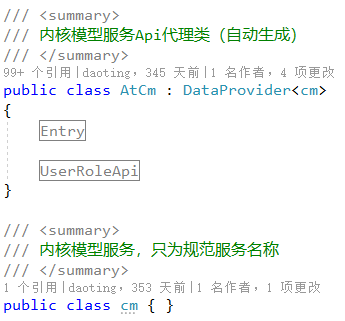 /// <summary>
/// 内核模型服务Api代理类（自动生成）
/// </summary>
99+ 个引用|daoting，345 天前|1 名作者，4 项更改
public class AtCm : DataProvider<cm>
{
Entry
UserRoleApi
}
/// <summary>
/// 内核模型服务，只为规范服务名称
/// </summary>
1 个引用|daoting，353 天前|1 名作者，1 项更改
public class cm { }